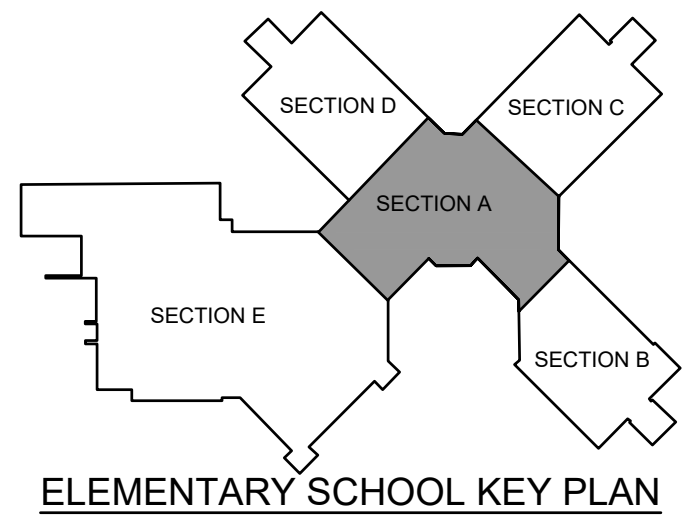 SECTION D
SECTION C
SECTION A
SECTION E
SECTION B
ELEMENTARY SCHOOL KEY PLAN